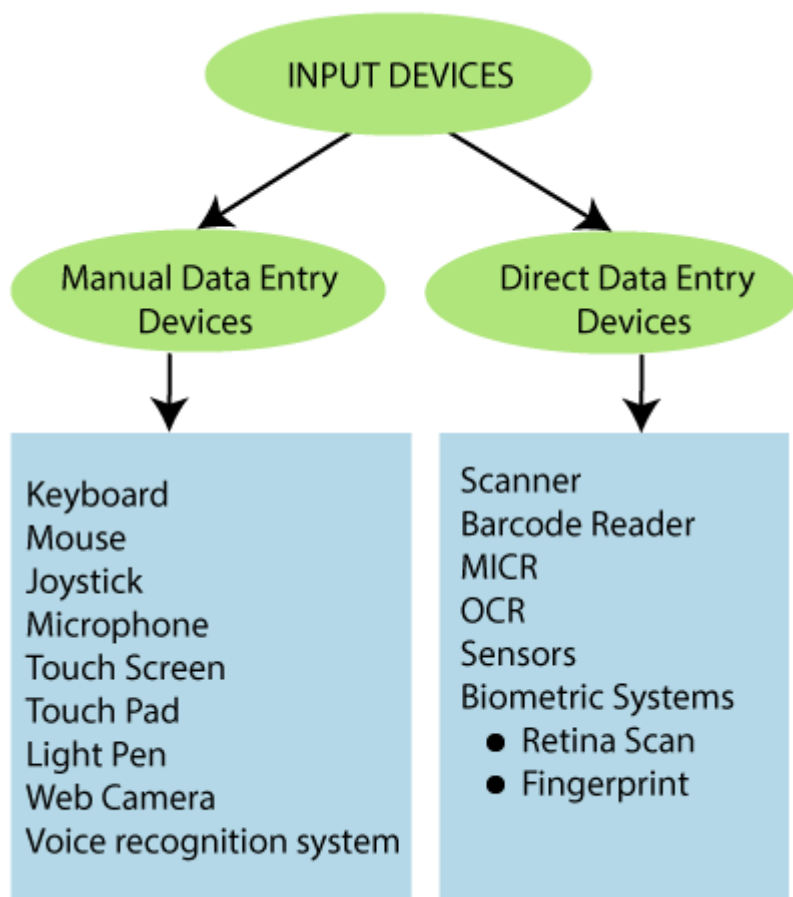 INPUT DEVICES
Manual Data Entry
Devices
Direct Data Entry
Devices
Keyboard
Mouse
Joystick
Microphone
Touch Screen
Touch Pad
Light Pen
Web Camera
Voice recognition system
Scanner
Barcode Reader
MICR
OCR
Sensors
Biometric Systems
● Retina Scan
● Fingerprint